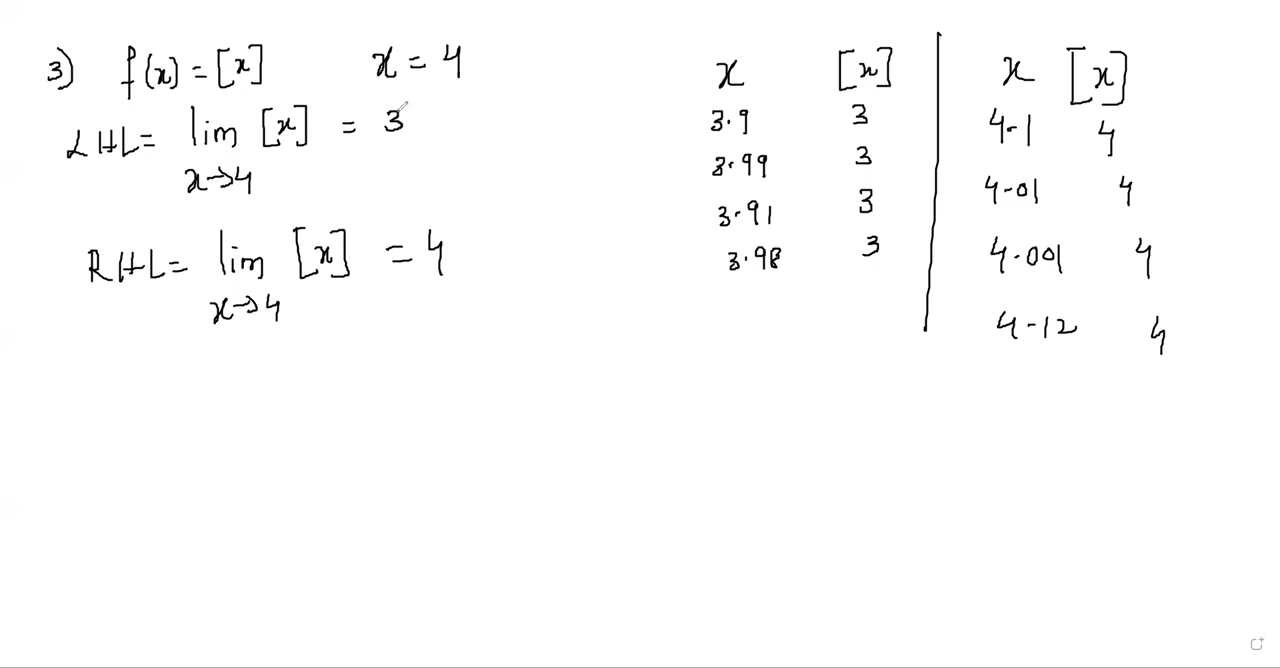 3) f(x) = [x] x = 4
LHL = lim [x] = 3
x→4
RHL = lim [x] = 4
x→4
x [x]
3.9 3
3.99 3
3.91 3
3.98 3
x [x]
4.1 4
4.01 4
4.001 4
4.12 4